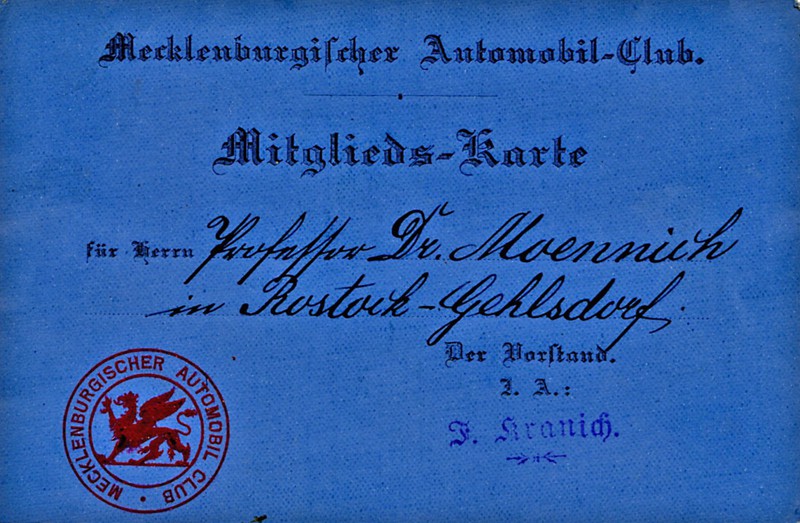 Mecklenburgischer Automobil-Club.
Mitglieds-Karte
für Herrn Professor Dr. Moennich
in Rostock-Gehlsdorf.
Der Vorstand.
I. A.:
F. Kranich.
MECKLENBURGISCHER AUTOMOBIL CLUB •